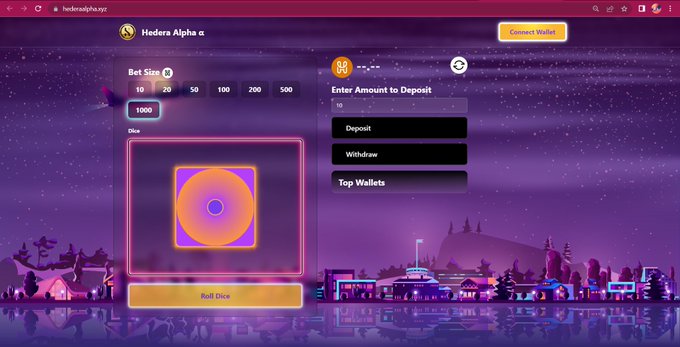 hederaalpha.xyz
Hedera Alpha α
Connect Wallet
Bet Size
10 20 50 100 200 500
1000
Dice
Roll Dice
--.--
Enter Amount to Deposit
10
Deposit
Withdraw
Top Wallets